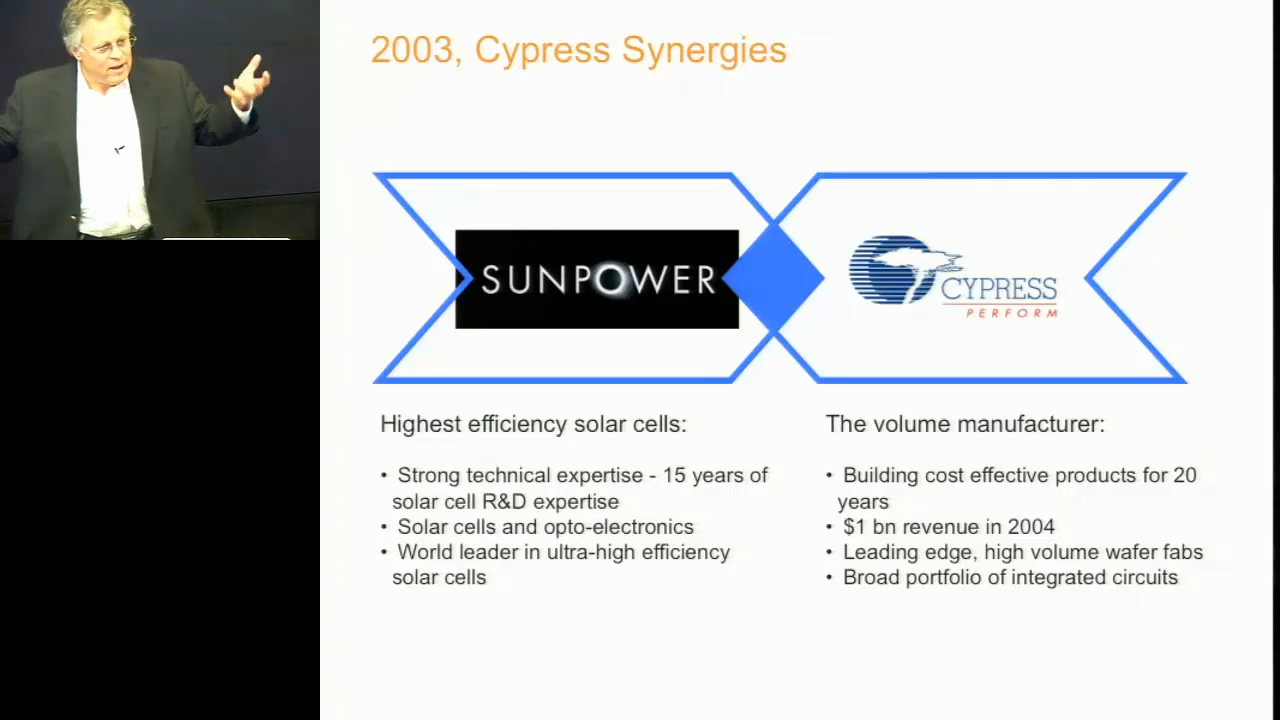 2003, Cypress Synergies
SUNPOWER
CYPRESS
PERFORM
Highest efficiency solar cells:
• Strong technical expertise - 15 years of
solar cell R&D expertise
• Solar cells and opto-electronics
• World leader in ultra-high efficiency
solar cells
The volume manufacturer:
• Building cost effective products for 20
years
• $1 bn revenue in 2004
• Leading edge, high volume wafer fabs
• Broad portfolio of integrated circuits